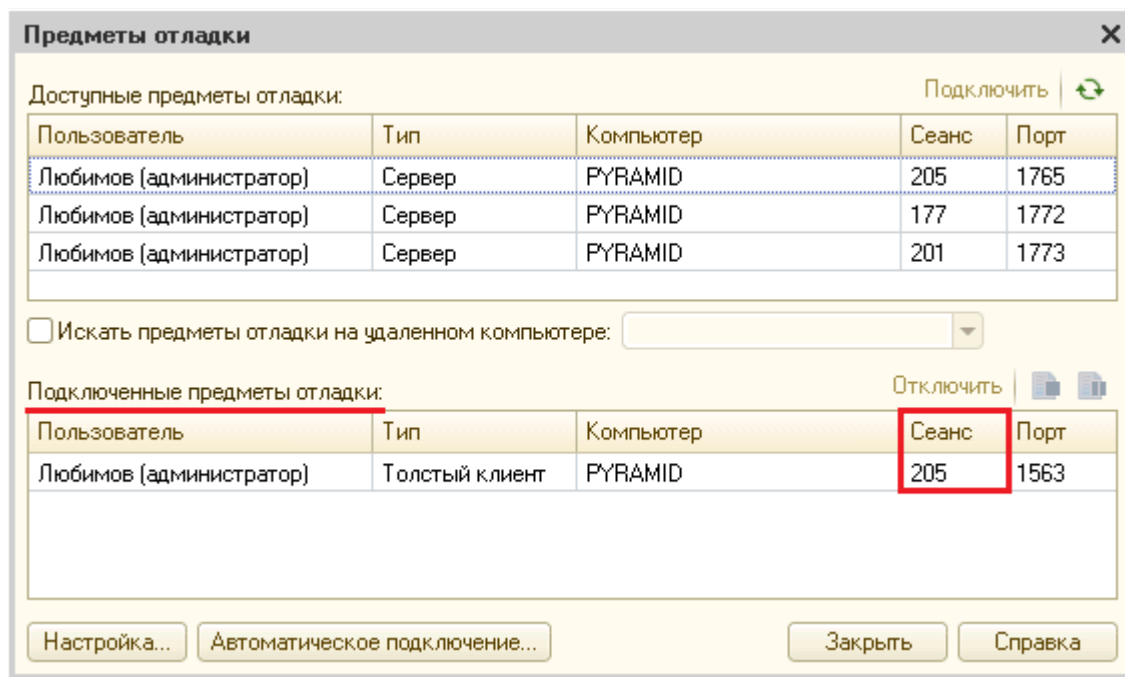 Предметы отладки
Доступные предметы отладки: Подключить
Пользователь Тип Компьютер Сеанс Порт
Любимов (администратор) Сервер PYRAMID 205 1765
Любимов (администратор) Сервер PYRAMID 177 1772
Любимов (администратор) Сервер PYRAMID 201 1773
Искать предметы отладки на удаленном компьютере:
Подключенные предметы отладки: Отключить
Пользователь Тип Компьютер Сеанс Порт
Любимов (администратор) Толстый клиент PYRAMID 205 1563
Настройка... Автоматическое подключение... Закрыть Справка